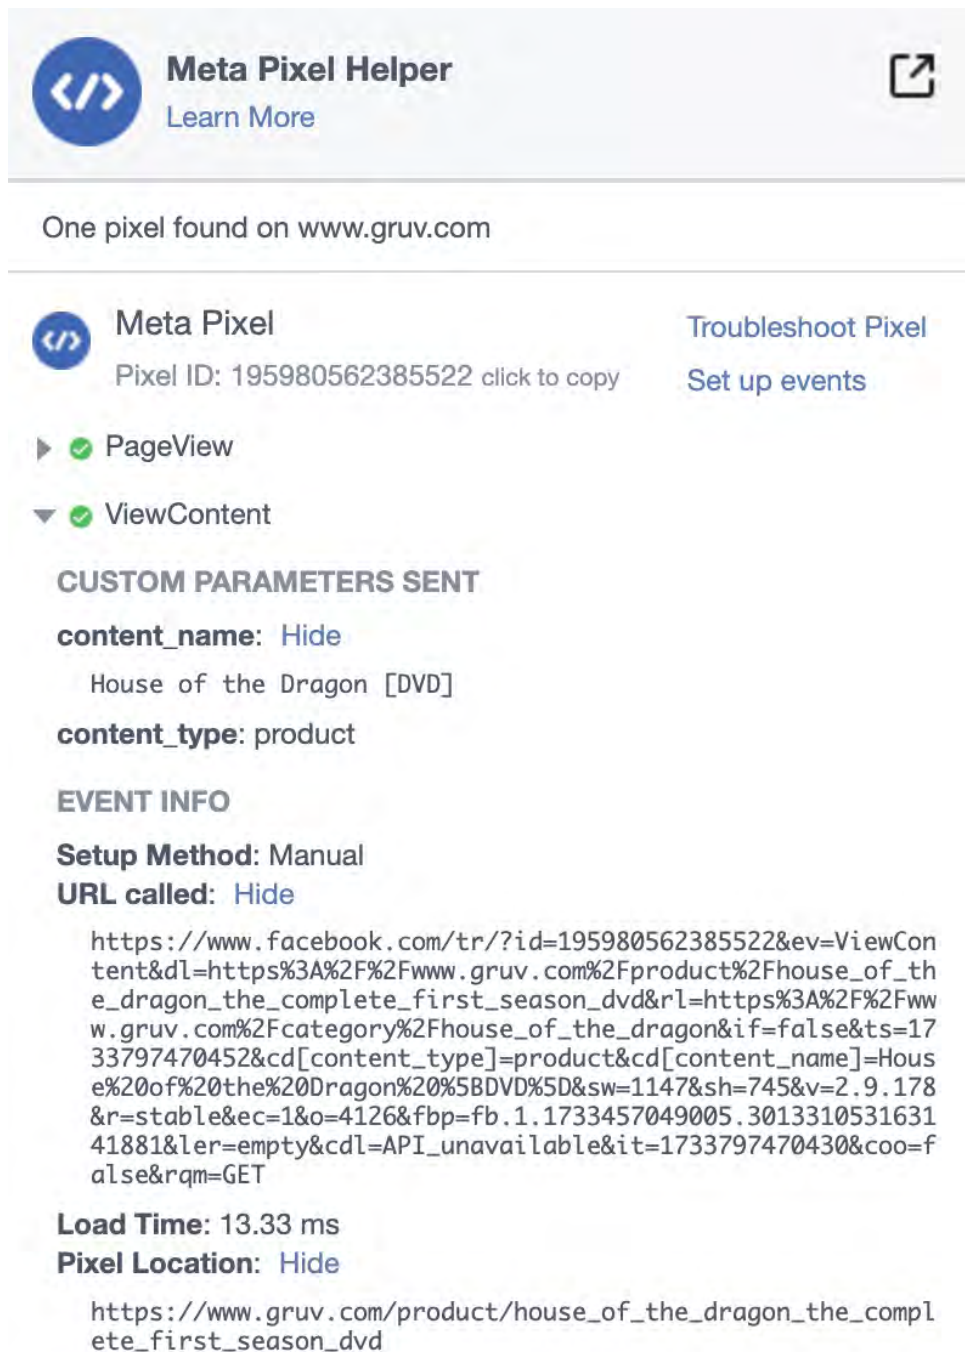 Meta Pixel Helper
Learn More
One pixel found on www.gruv.com
Meta Pixel
Troubleshoot Pixel
Pixel ID: 195980562385522 click to copy
Set up events
PageView
ViewContent
CUSTOM PARAMETERS SENT
content_name: Hide
House of the Dragon [DVD]
content_type: product
EVENT INFO
Setup Method: Manual
URL called: Hide
https://www.facebook.com/tr/?id=195980562385522&ev=ViewCon
tent&dl=https%3A%2F%2Fwww.gruv.com%2Fproduct%2Fhouse_of_th
e_dragon_the_complete_first_season_dvd&rl=https%3A%2F%2Fww
w.gruv.com%2Fcategory%2Fhouse_of_the_dragon&if=false&ts=17
33797470452&cd[content_type]=product&cd[content_name]=Hous
e%20of%20the%20Dragon%20%5BDVD%5D&sw=1147&sh=745&v=2.9.178
&r=stable&ec=1&o=4126&fbp=fb.1.1733457049005.3013310531631
41881&ler=empty&cdl=API_unavailable&it=1733797470430&coo=f
alse&rqm=GET
Load Time: 13.33 ms
Pixel Location: Hide
https://www.gruv.com/product/house_of_the_dragon_the_compl
ete_first_season_dvd